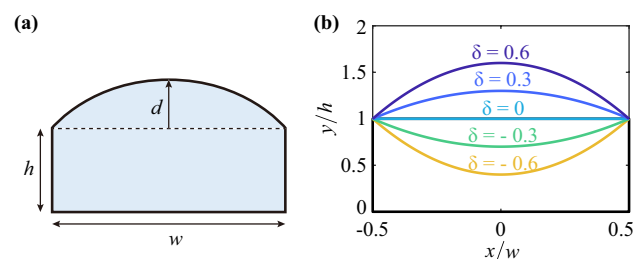 (a)
d
h
w
(b)
y/h
2
1.5
1
0.5
0
δ = 0.6
δ = 0.3
δ = 0
δ = - 0.3
δ = - 0.6
-0.5
0
0.5
x/w